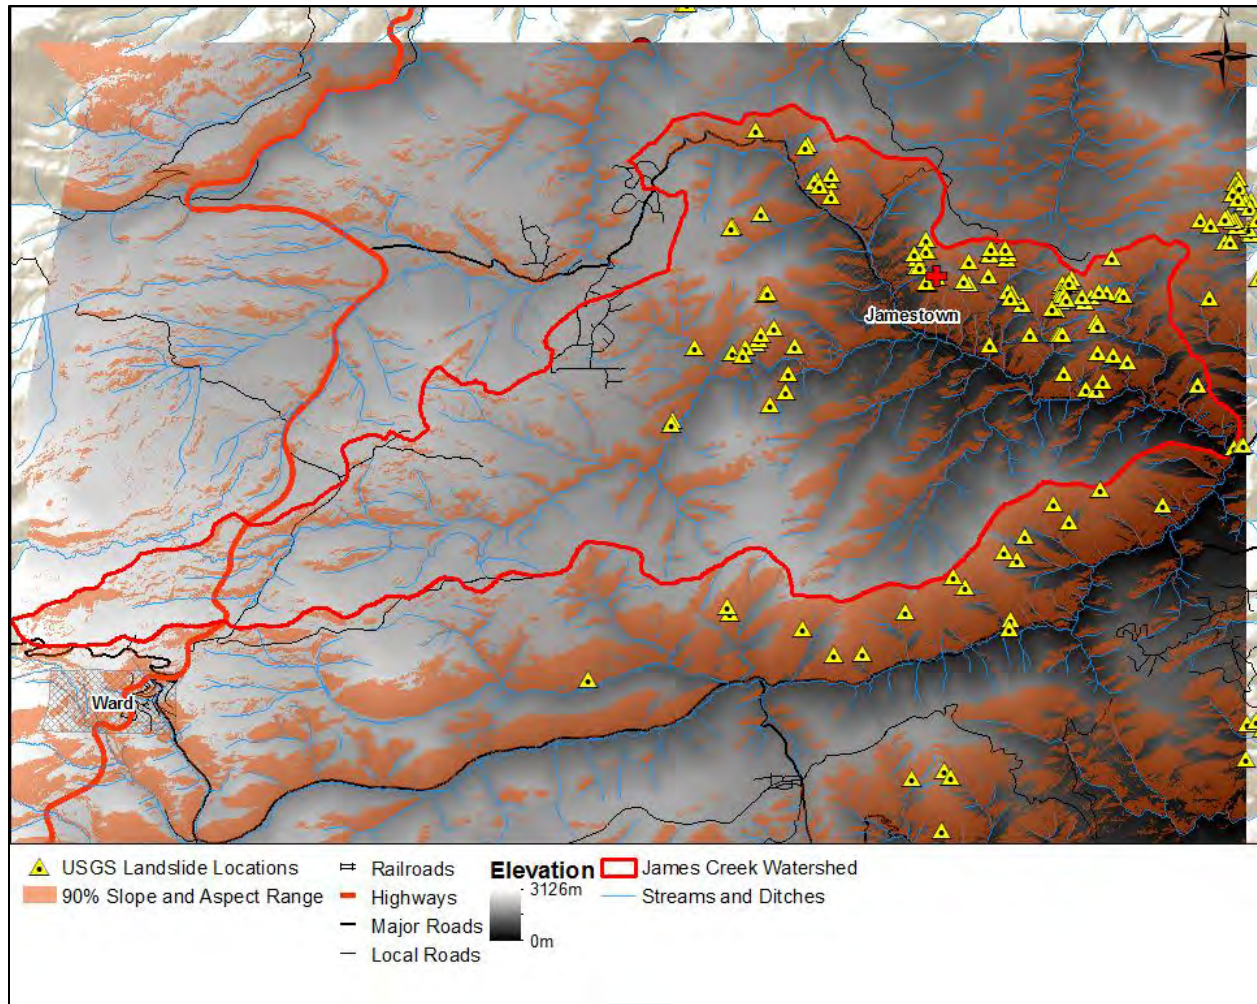 N
Jamestown
Ward
USGS Landslide Locations
90% Slope and Aspect Range
Railroads
Highways
Major Roads
Local Roads
Elevation
3126m
0m
James Creek Watershed
Streams and Ditches